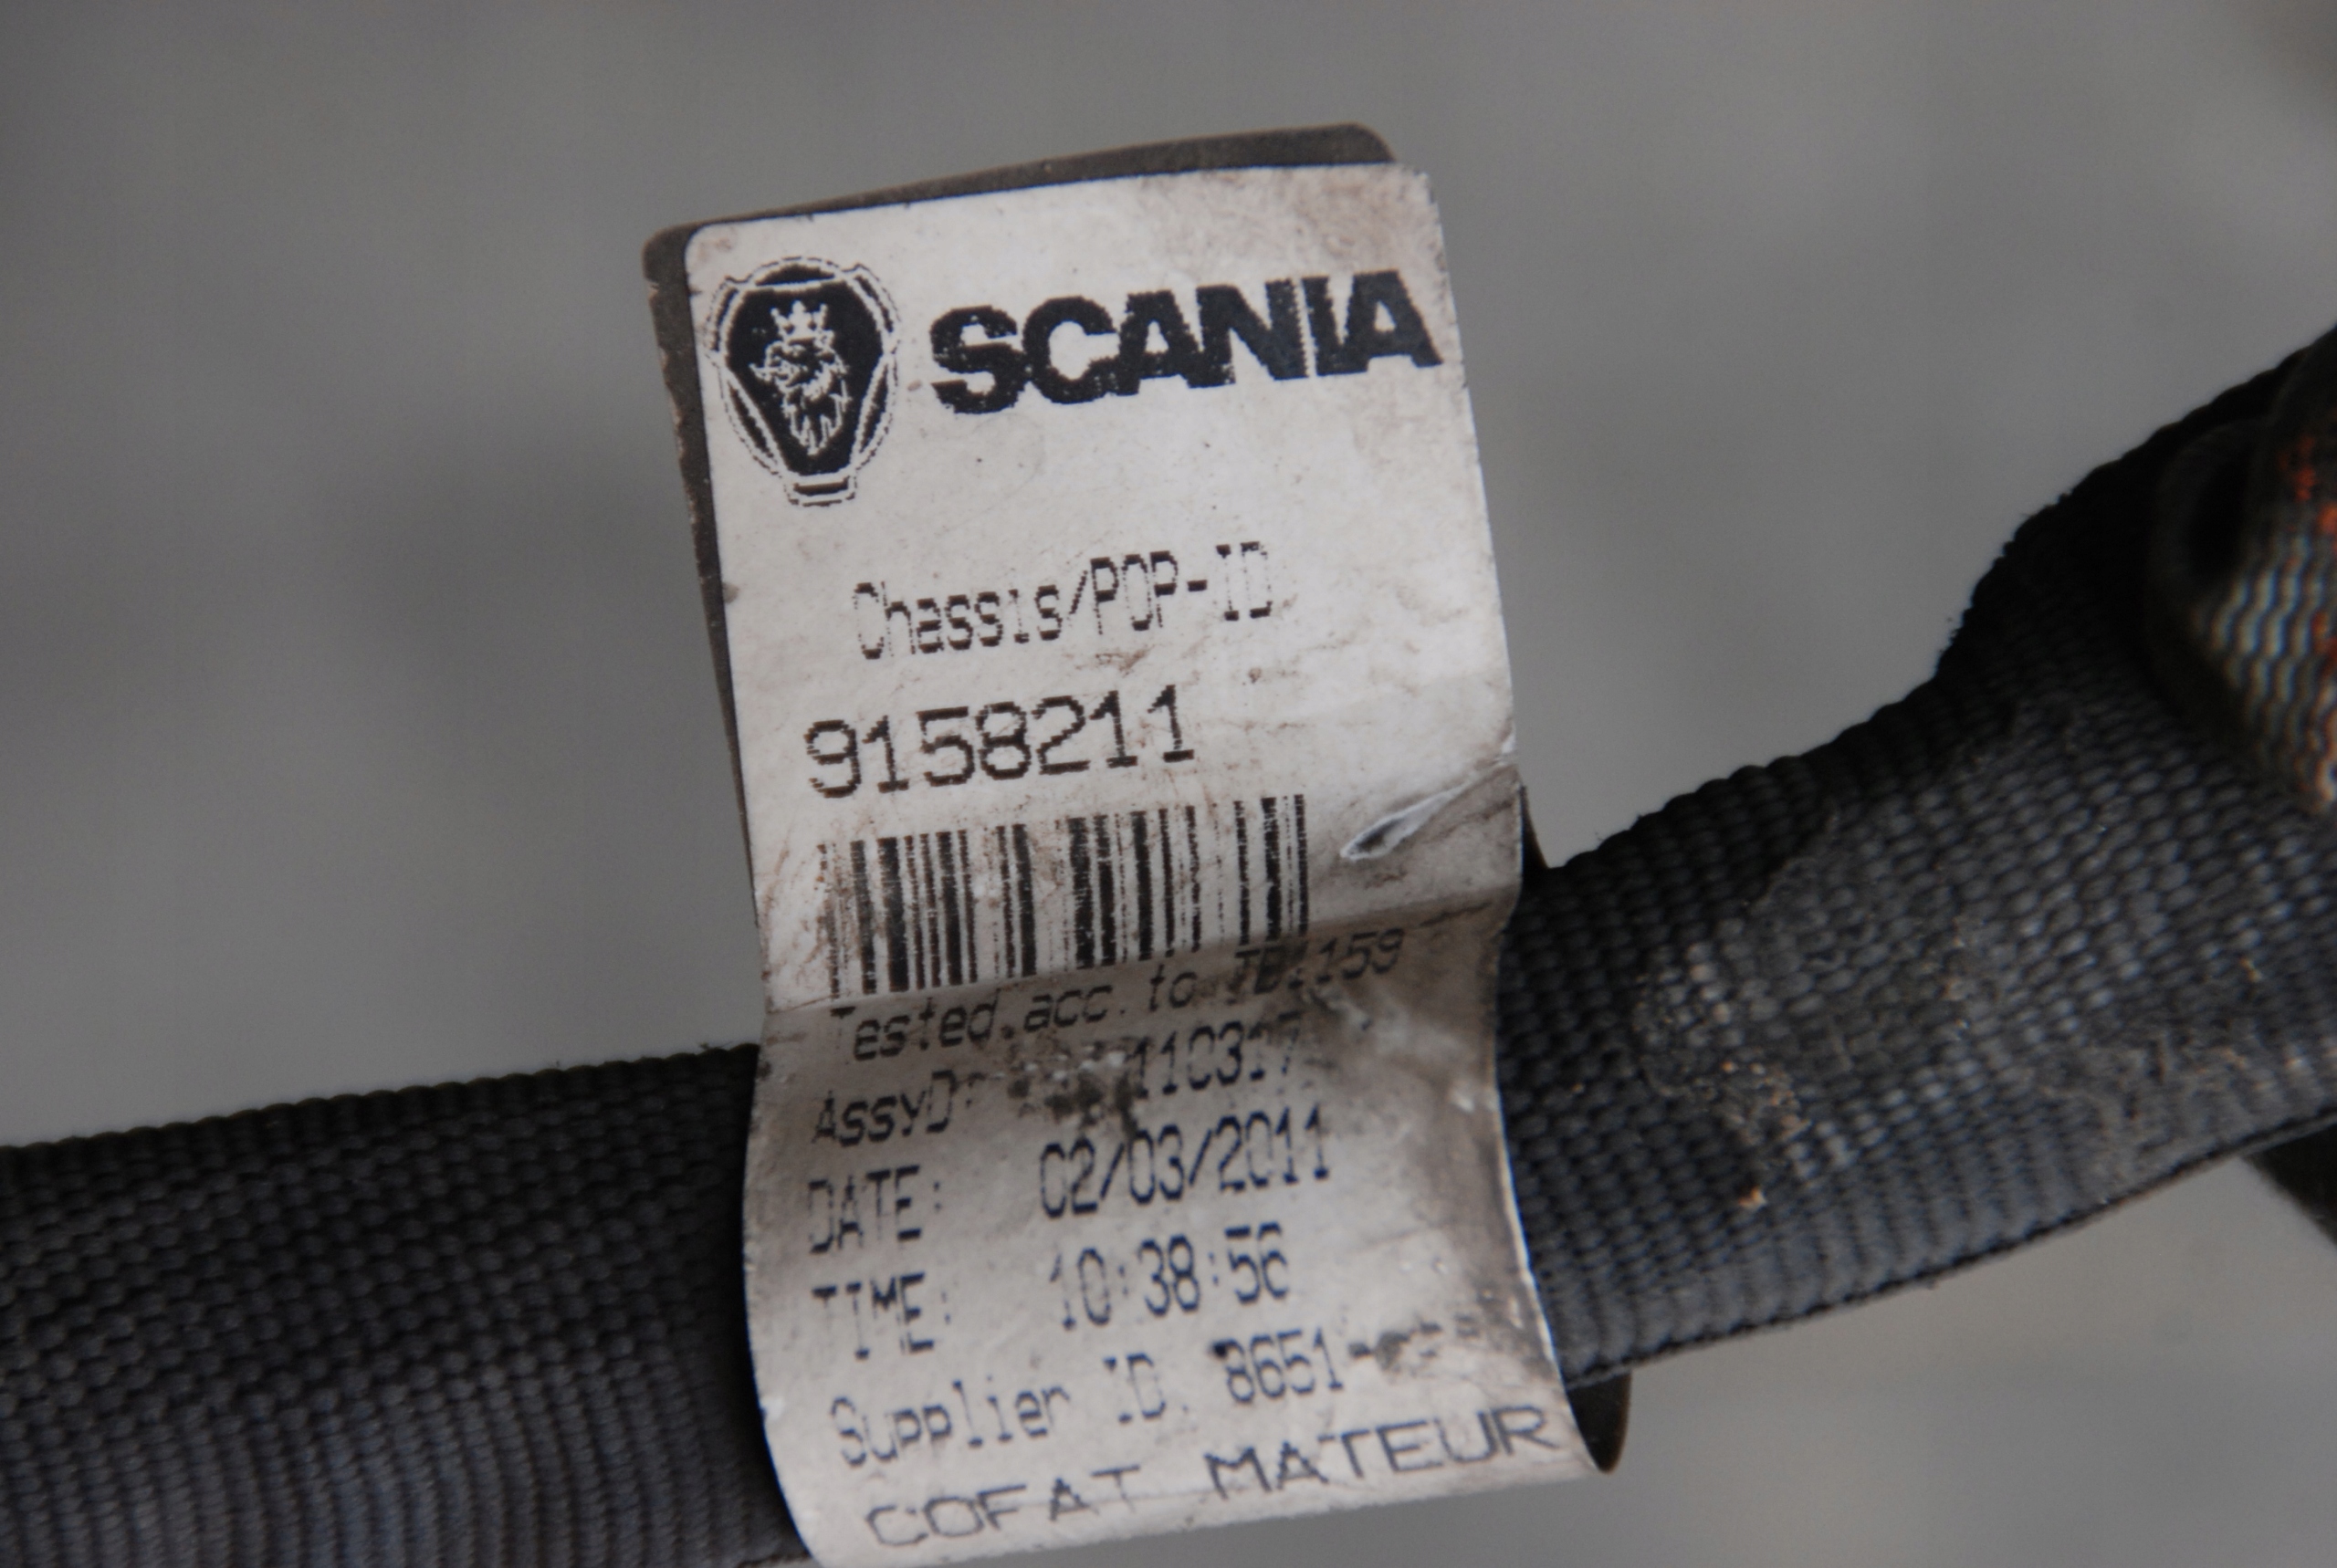 SCANIA
Chassis/POP-ID
9158211
Tested.acc.to
110317
DATE: 02/03/2011
TIME: 10:38:56
Supplier ID. 8651-
COFAT MATEUR